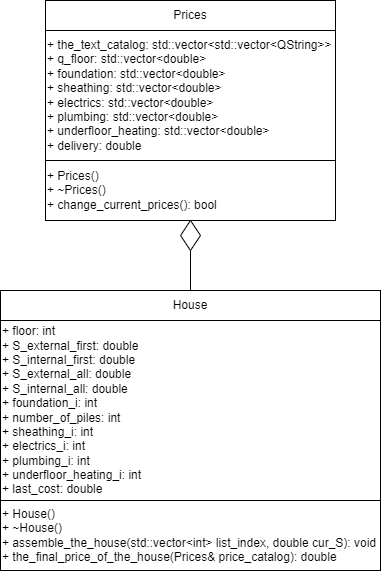 Prices
+ the_text_catalog: std::vector<std::vector<QString>>
+ q_floor: std::vector<double>
+ foundation: std::vector<double>
+ sheathing: std::vector<double>
+ electrics: std::vector<double>
+ plumbing: std::vector<double>
+ underfloor_heating: std::vector<double>
+ delivery: double
+ Prices()
+ ~Prices()
+ change_current_prices(): bool
House
+ floor: int
+ S_external_first: double
+ S_internal_first: double
+ S_external_all: double
+ S_internal_all: double
+ foundation_i: int
+ number_of_piles: int
+ sheathing_i: int
+ electrics_i: int
+ plumbing_i: int
+ underfloor_heating_i: int
+ last_cost: double
+ House()
+ ~House()
+ assemble_the_house(std::vector<int> list_index, double cur_S): void
+ the_final_price_of_the_house(Prices& price_catalog): double